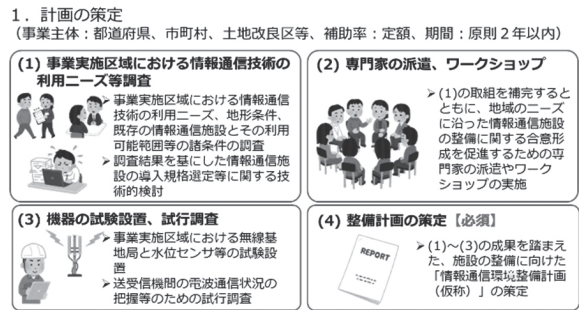 1．計画の策定
（事業主体：都道府県、市町村、土地改良区等、補助率：定額、期間：原則２年以内）
(1) 事業実施区域における情報通信技術の
利用ニーズ等調査
➢事業実施区域における情報通信
技術の利用ニーズ、地形条件、
既存の情報通信施設とその利用
可能範囲等の諸条件の調査
➢調査結果を基にした情報通信施
設の導入規格選定等に関する技
術的検討
(2) 専門家の派遣、ワークショップ
➢(1)の取組を補完すると
ともに、地域のニーズ
に沿った情報通信施設
の整備に関する合意形
成を促進するための専
門家の派遣やワーク
ショップの実施
(3) 機器の試験設置、試行調査
➢事業実施区域における無線基
地局と水位センサ等の試験設
置
➢送受信機間の電波通信状況の
把握等のための試行調査
(4) 整備計画の策定【必須】
REPORT
➢(1)～(3)の成果を踏まえ
た、施設の整備に向けた
「情報通信環境整備計画
（仮称）」の策定